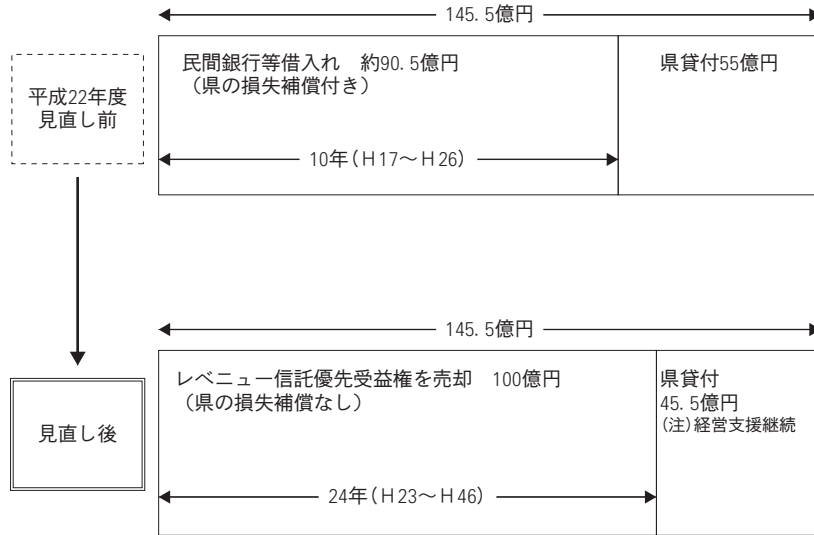 145.5億円
平成22年度
見直し前
民間銀行等借入れ　約90.5億円
（県の損失補償付き）
県貸付55億円
10年（H17～H26）
145.5億円
見直し後
レベニュー信託優先受益権を売却　100億円
（県の損失補償なし）
県貸付
45.5億円
(注)経営支援継続
24年（H23～H46）